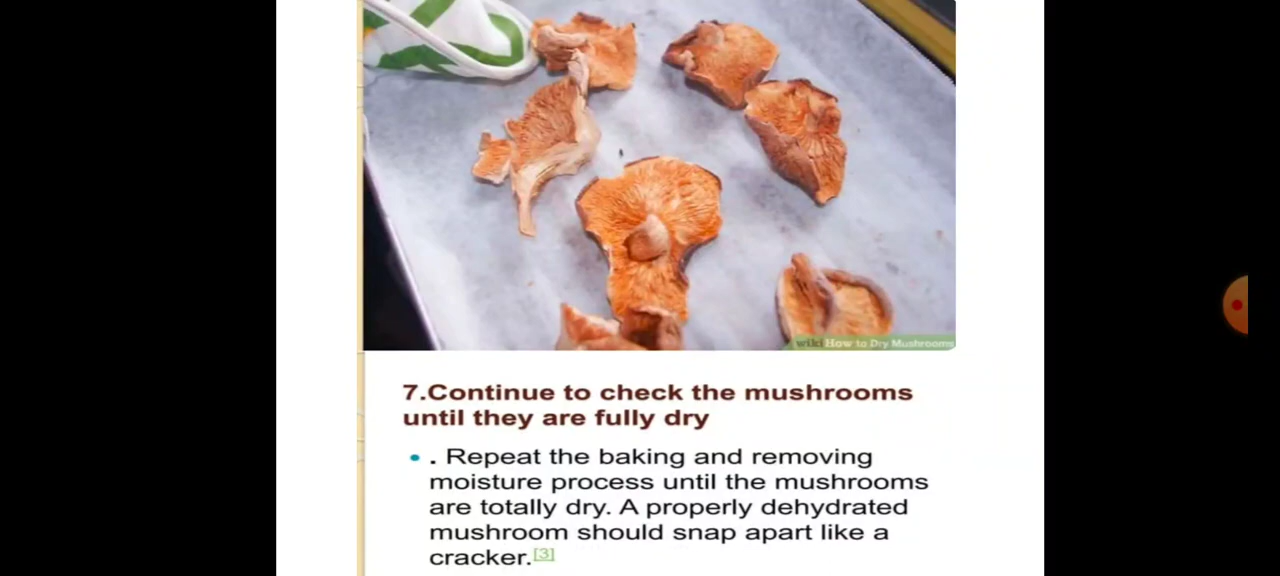 wiki How to Dry Mushrooms
7.Continue to check the mushrooms
until they are fully dry
• . Repeat the baking and removing
moisture process until the mushrooms
are totally dry. A properly dehydrated
mushroom should snap apart like a
cracker.[3]